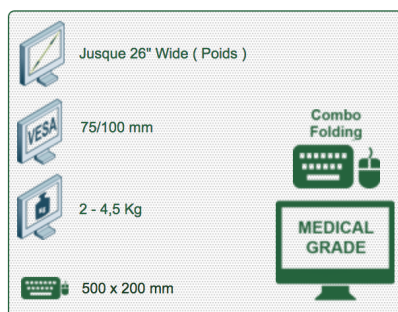 Jusque 26" Wide ( Poids )
VESA
75/100 mm
KG
2 - 4,5 Kg
500 x 200 mm
Combo
Folding
MEDICAL
GRADE